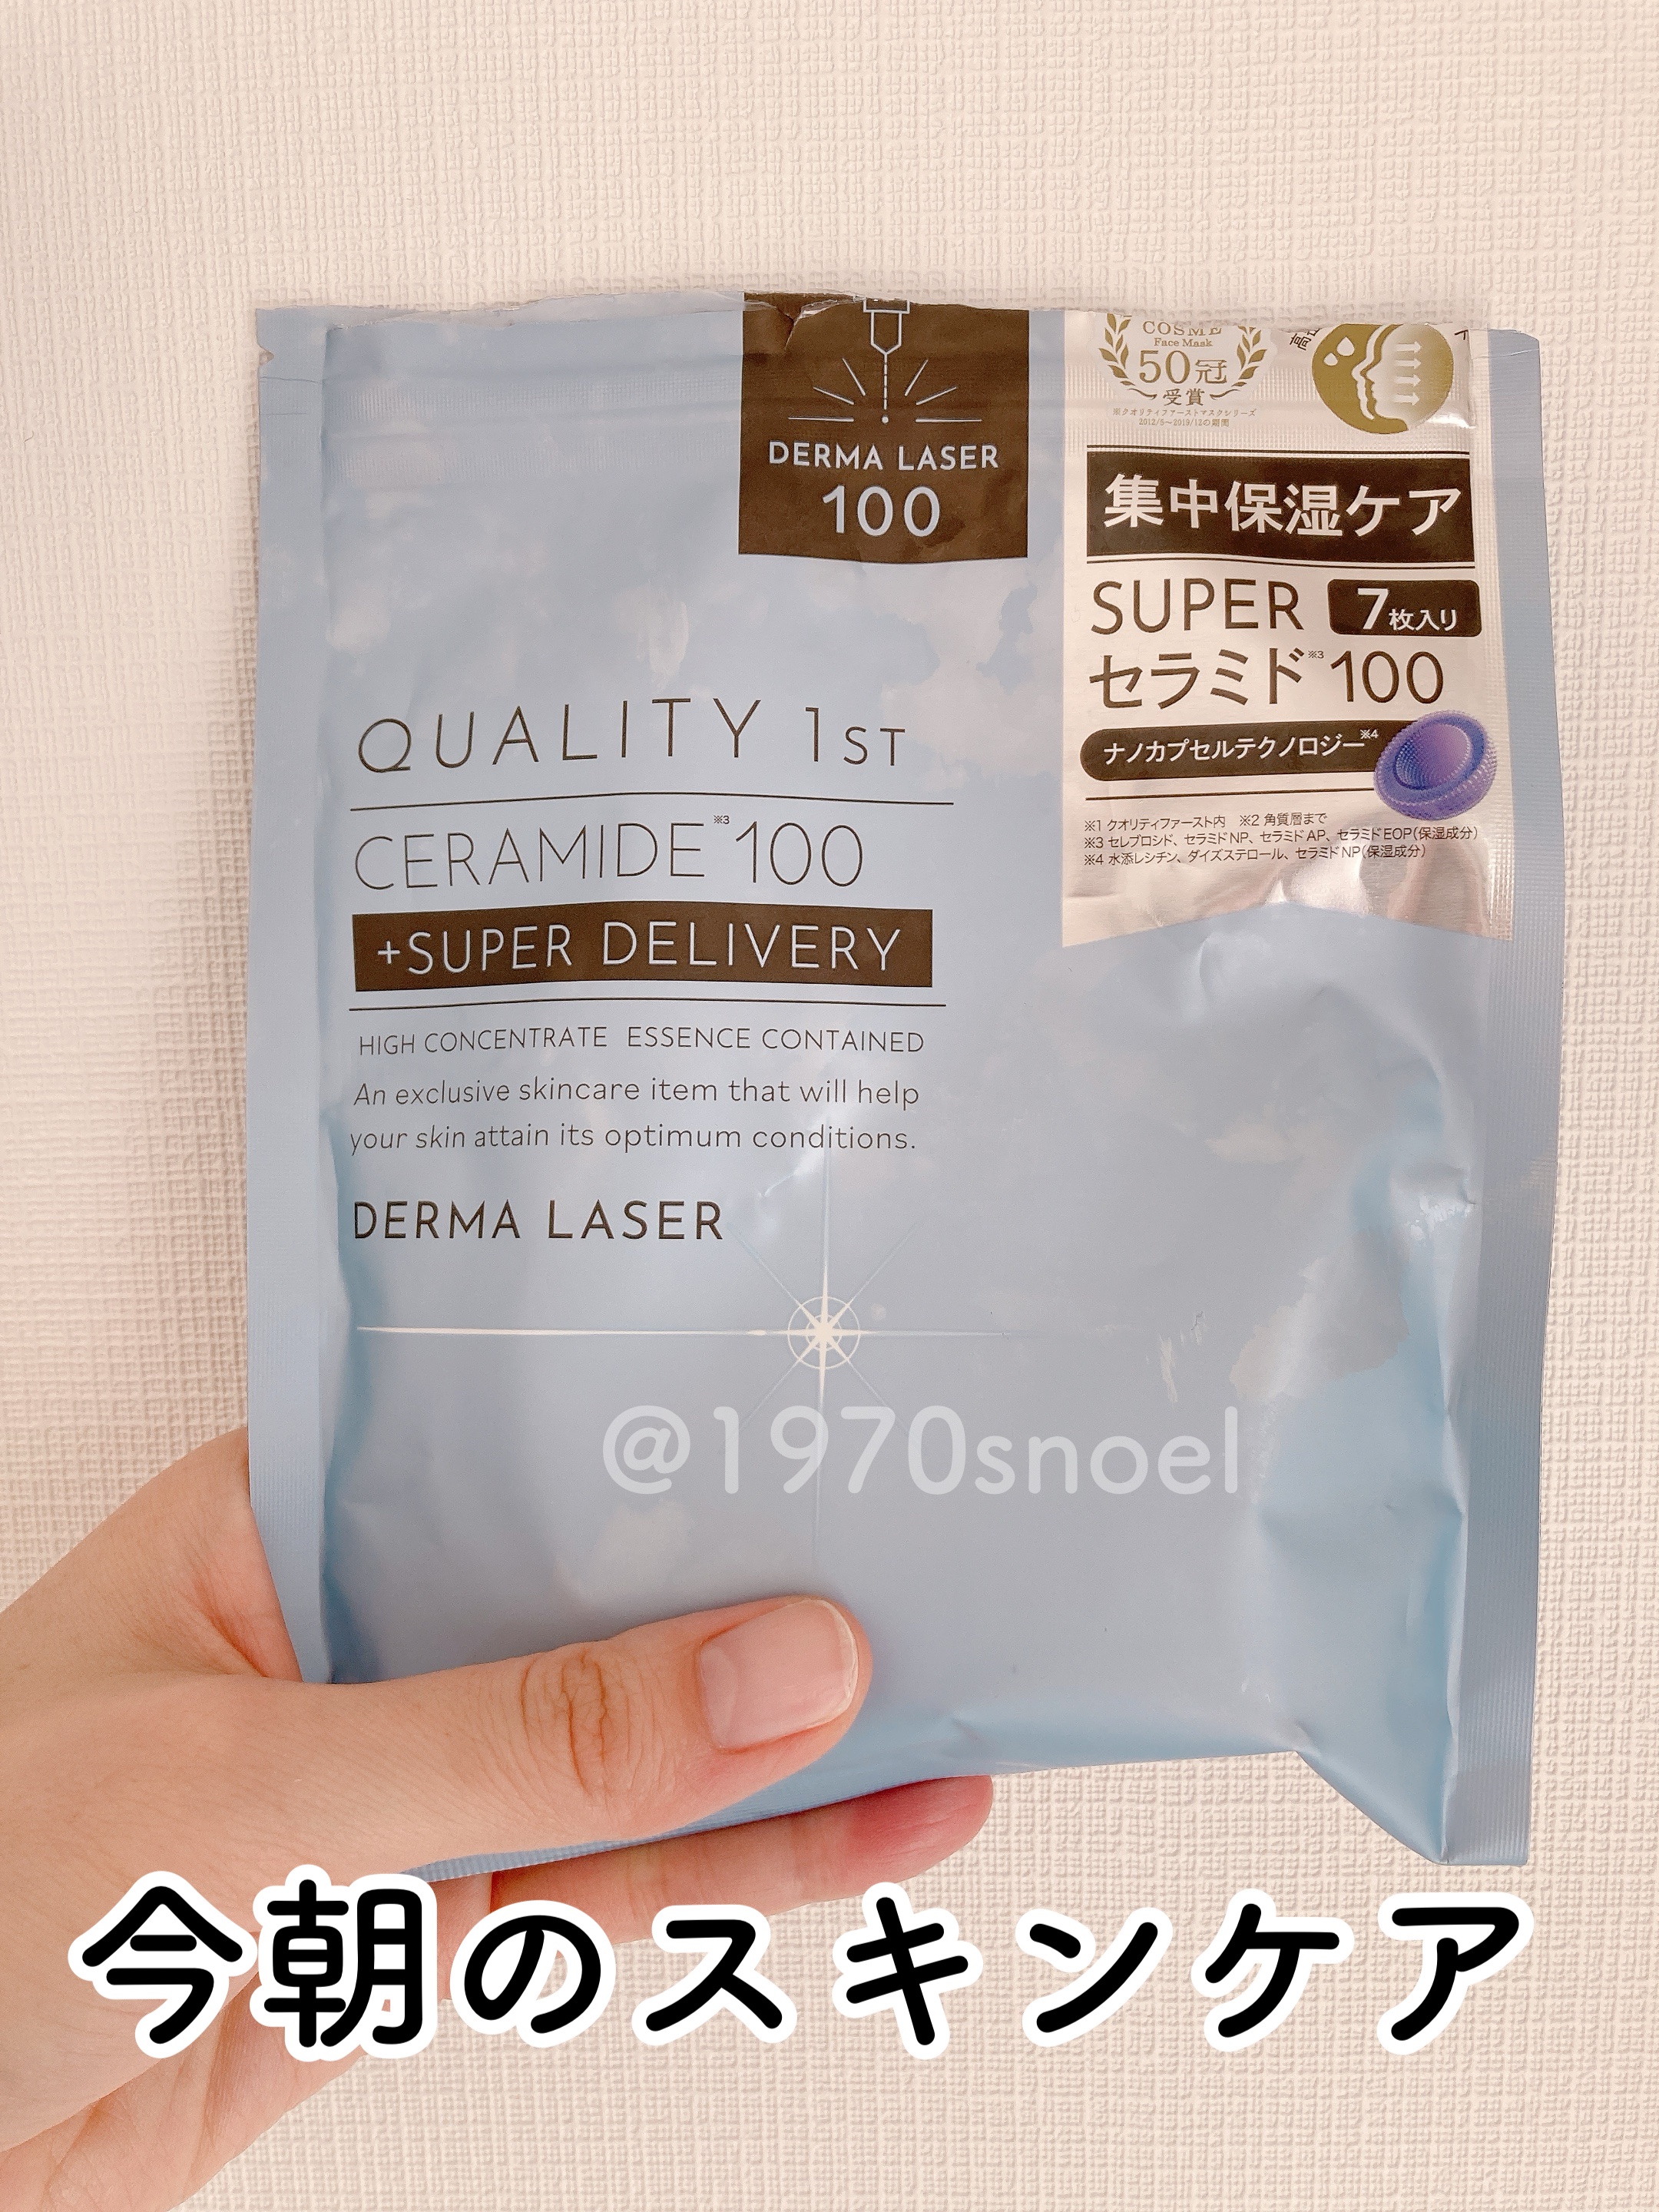 DERMA LASER
100
COSME
Face Mask
50冠
受賞
※クオリティファーストマスクシリーズ
2012/6〜2019/12の期間
集中保湿ケア
SUPER 7枚入り
セラミド※3 100
ナノカプセルテクノロジー※4
※1 クオリティファースト内 ※2 角質層まで
※3 セレブロシド、セラミドNP、セラミドAP、セラミドEOP(保湿成分)
※4 水添レシチン、ダイズステロール、セラミドNP(保湿成分)
QUALITY 1ST
CERAMIDE※3 100
+SUPER DELIVERY
HIGH CONCENTRATE ESSENCE CONTAINED
An exclusive skincare item that will help
your skin attain its optimum conditions.
DERMA LASER
@1970snoel
今朝のスキンケア